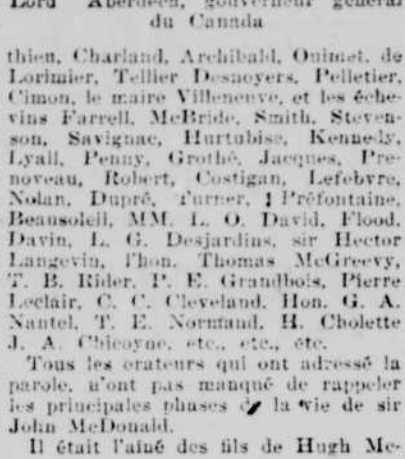 Lord Aberdeen, gouverneur général
du Canada
thieu, Charland, Archibald, Ouimet, de
Lorimier, Tellier Desnoyers, Pelletier,
Cimon, le maire Villeneuve, et les éche-
vins Farrell, McBride, Smith, Steven-
son, Savignac, Hurtubise, Kennedy,
Lyall, Penny, Grothé, Jacques, Pre-
noveau, Robert, Costigan, Lefebvre,
Nolan, Dupré, Turner, Préfontaine,
Beausoleil, MM. L. O. David, Flood,
Davin, L. G. Desjardins, sir Hector
Langevin, l'hon. Thomas McGreevy,
T. B. Rider, P. E. Grandbois, Pierre
Leclair, C. C. Cleveland, Hon. G. A.
Nantel, T. E. Normand, H. Cholette
J. A. Chicoyne, etc., etc., etc.
Tous les orateurs qui ont adressé la
parole, n'ont pas manqué de rappeler
les principales phases de la vie de sir
John McDonald.
Il était l'aîné des fils de Hugh Mc-